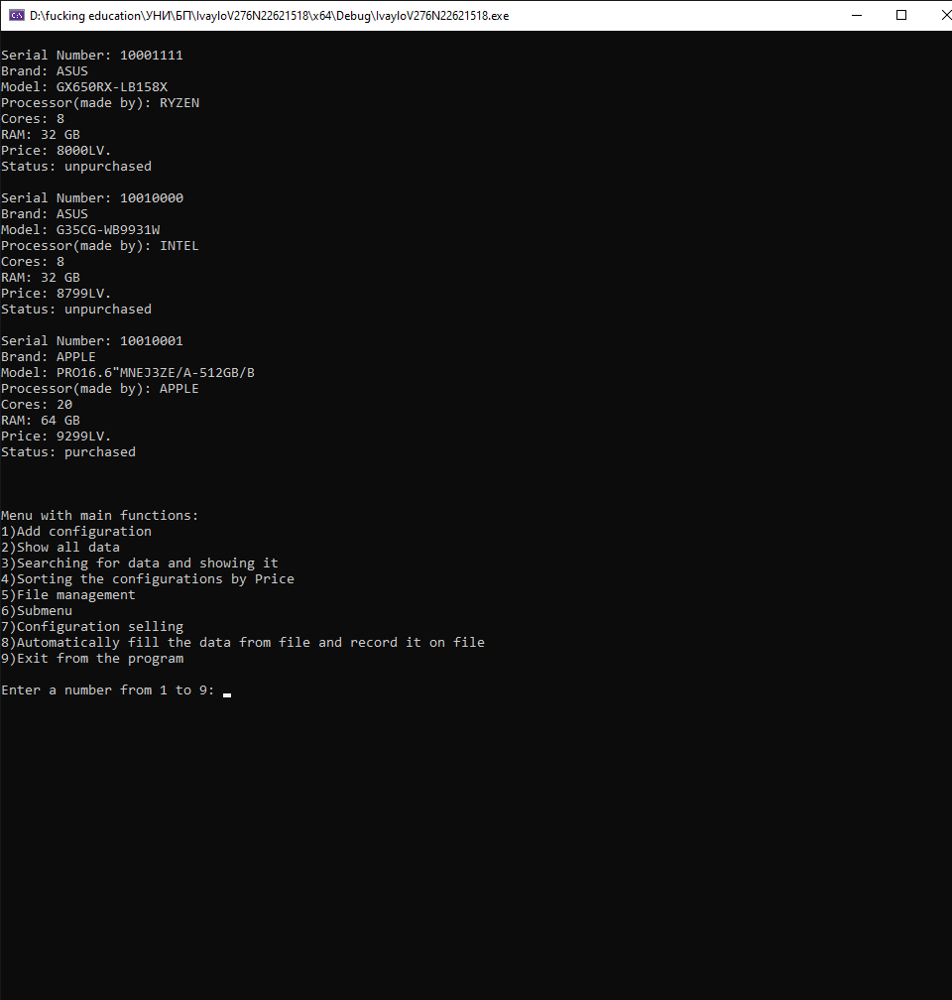 D:\fucking education\УНИ\БП\IvayloV276N22621518\x64\Debug\IvayloV276N22621518.exe
Serial Number: 10001111
Brand: ASUS
Model: GX650RX-LB158X
Processor(made by): RYZEN
Cores: 8
RAM: 32 GB
Price: 8000LV.
Status: unpurchased
Serial Number: 10010000
Brand: ASUS
Model: G35CG-WB9931W
Processor(made by): INTEL
Cores: 8
RAM: 32 GB
Price: 8799LV.
Status: unpurchased
Serial Number: 10010001
Brand: APPLE
Model: PRO16.6"MNEJ3ZE/A-512GB/B
Processor(made by): APPLE
Cores: 20
RAM: 64 GB
Price: 9299LV.
Status: purchased
Menu with main functions:
1)Add configuration
2)Show all data
3)Searching for data and showing it
4)Sorting the configurations by Price
5)File management
6)Submenu
7)Configuration selling
8)Automatically fill the data from file and record it on file
9)Exit from the program
Enter a number from 1 to 9: